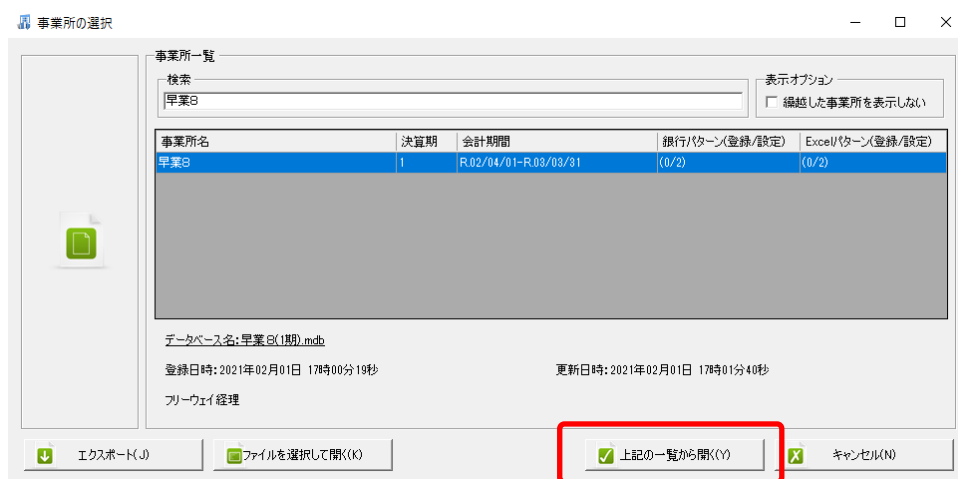 事業所の選択
事業所一覧
検索
早業8
表示オプション
繰越した事業所を表示しない
事業所名 決算期 会計期間 銀行パターン(登録/設定) Excelパターン(登録/設定)
早業8 1 R.02/04/01-R.03/03/31 (0/2) (0/2)
データベース名:早業8(1期).mdb
登録日時:2021年02月01日 17時00分19秒 更新日時:2021年02月01日 17時01分40秒
フリーウェイ経理
エクスポート(J) ファイルを選択して開く(K) 上記の一覧から開く(Y) キャンセル(N)